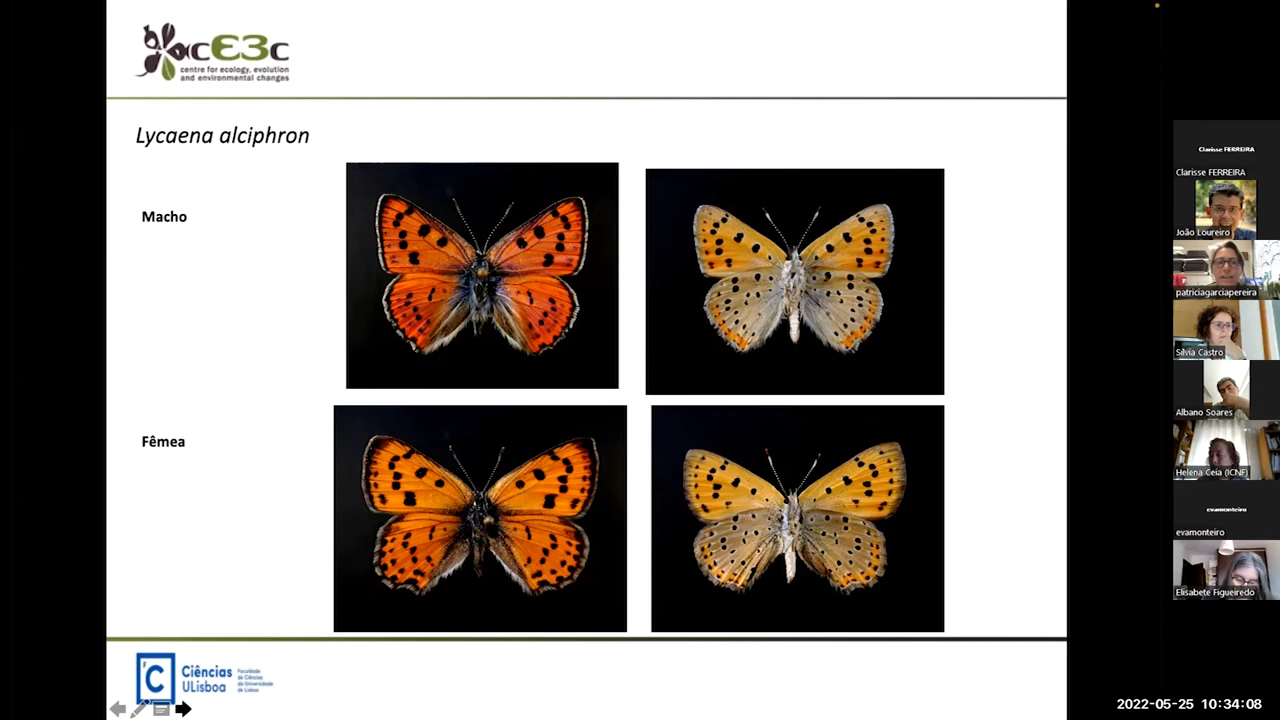 cE3c
centre for ecology, evolution
and environmental changes
Lycaena alciphron
Macho
Fêmea
C
Ciências
ULisboa
Faculdade
de Ciências
da Universidade
de Lisboa
Clarisse FERREIRA
Clarisse FERREIRA
João Loureiro
patriciagarciapereira
Sílvia Castro
Albano Soares
Helena Ceia (ICNF)
evamonteiro
evamonteiro
Elisabete Figueiredo
2022-05-25 10:34:08